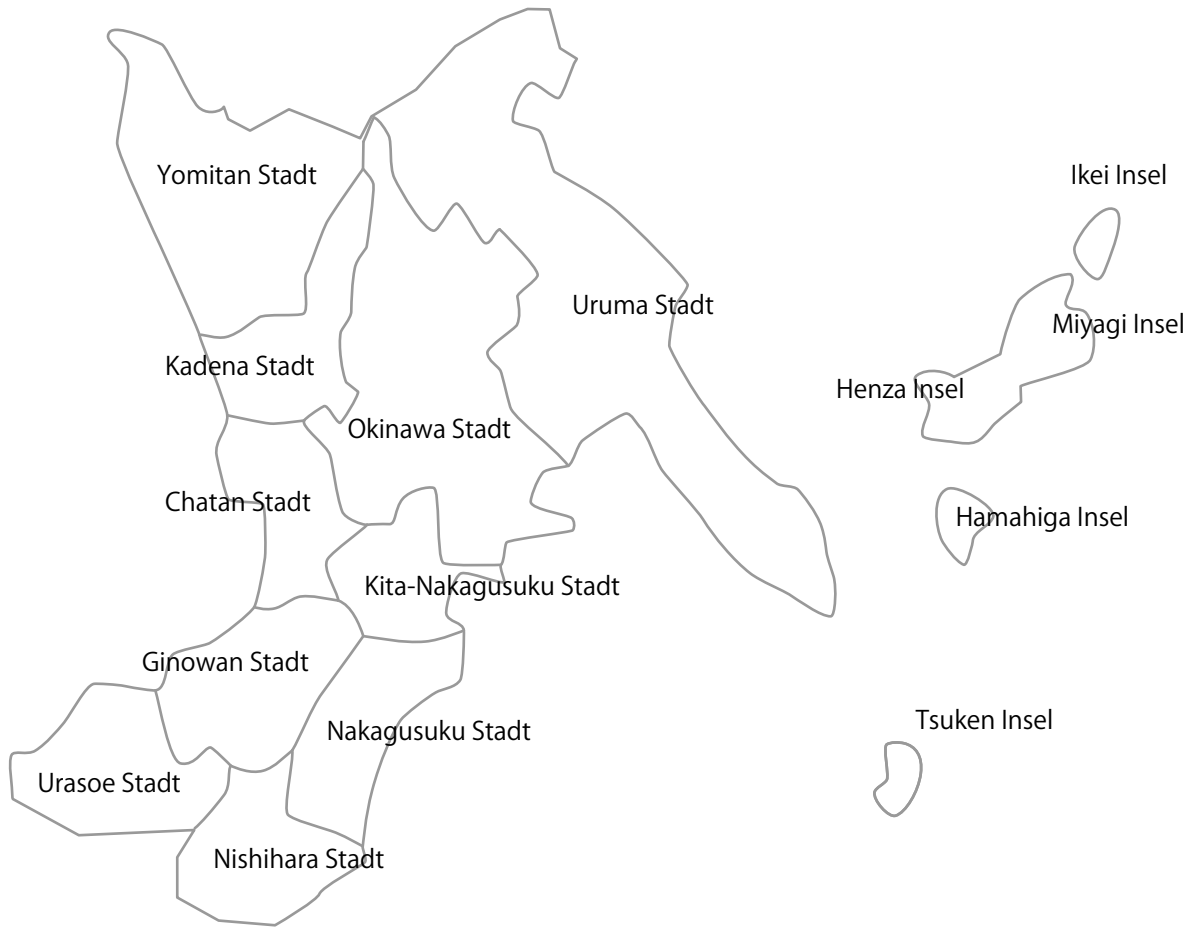 Yomitan Stadt
Ikei Insel
Uruma Stadt
Miyagi Insel
Kadena Stadt
Henza Insel
Okinawa Stadt
Chatan Stadt
Hamahiga Insel
Kita-Nakagusuku Stadt
Ginowan Stadt
Tsuken Insel
Nakagusuku Stadt
Urasoe Stadt
Nishihara Stadt